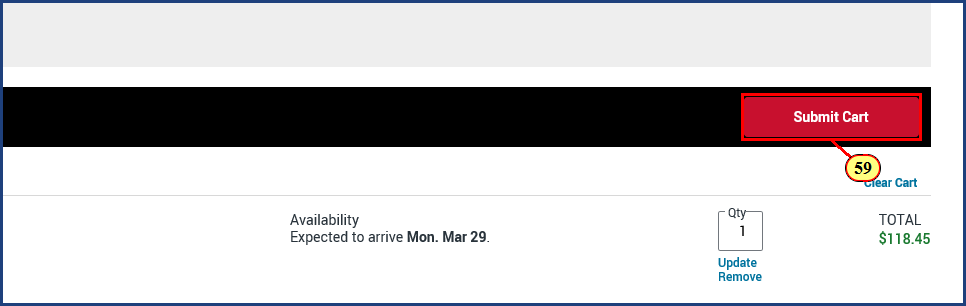 Submit Cart
59
Clear Cart
Availability
Expected to arrive Mon. Mar 29.
Qty
1
Update
Remove
TOTAL
$118.45